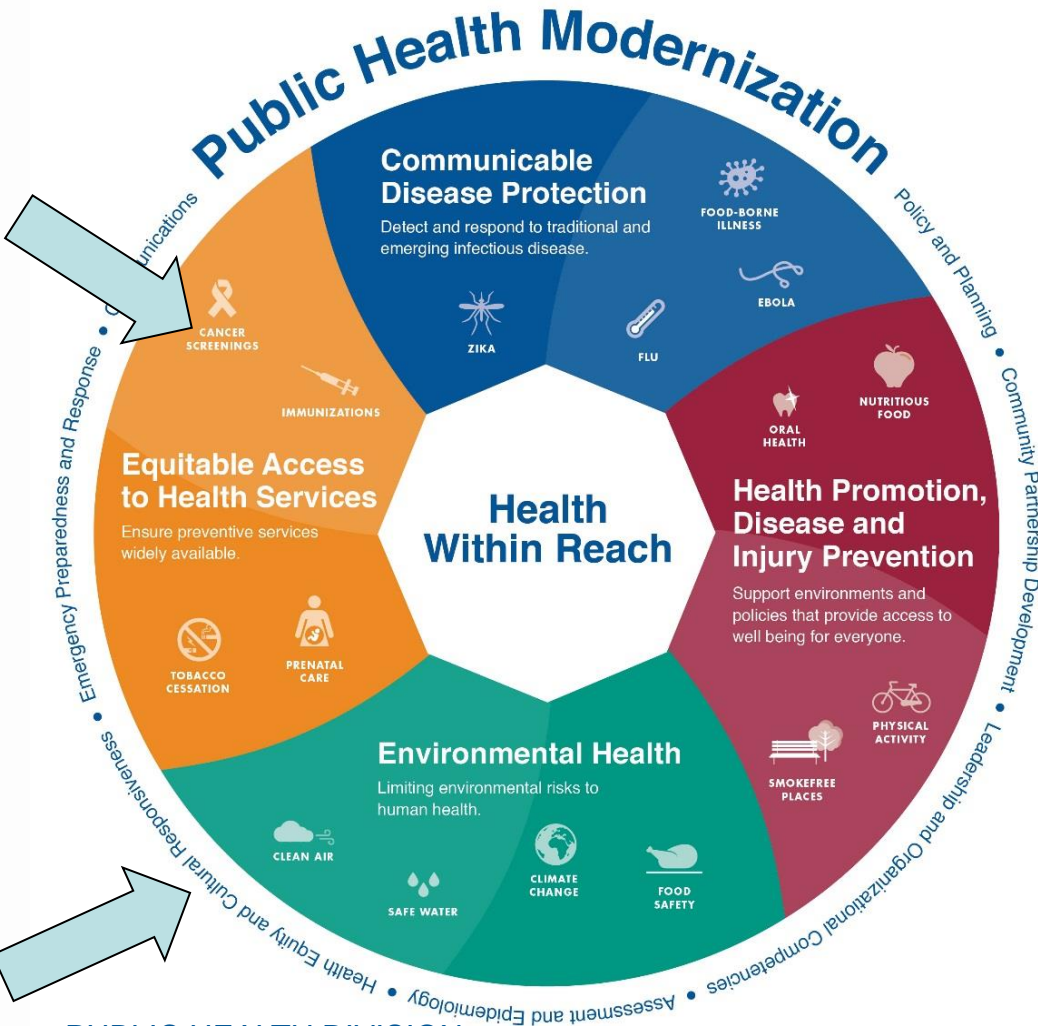 Public Health Modernization
Communicable
Disease Protection
Detect and respond to traditional and
emerging infectious disease.
ZIKA
FLU
FOOD-BORNE
ILLNESS
EBOLA
ORAL
HEALTH
NUTRITIOUS
FOOD
Health Promotion,
Disease and
Injury Prevention
Support environments and
policies that provide access to
well being for everyone.
PHYSICAL
ACTIVITY
SMOKEFREE
PLACES
Environmental Health
Limiting environmental risks to
human health.
CLEAN AIR
SAFE WATER
CLIMATE
CHANGE
FOOD
SAFETY
CANCER
SCREENINGS
IMMUNIZATIONS
Equitable Access
to Health Services
Ensure preventive services
widely available.
TOBACCO
CESSATION
PRENATAL
CARE
Health
Within Reach
Policy and Planning • Community Partnership Development • Leadership and Organizational Competencies • Assessment and Epidemiology • Health Equity and Cultural Responsiveness • Emergency Preparedness and Response •